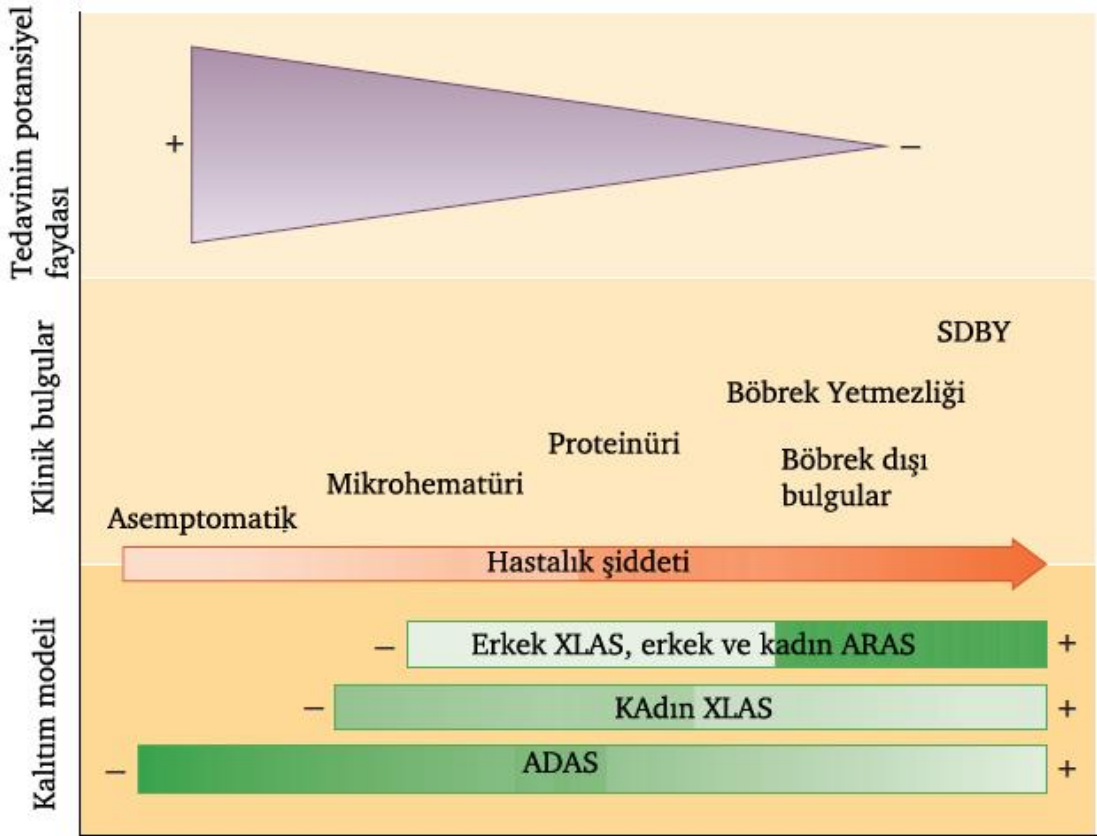 Tedavinin potansiyel
faydası
+
−
Klinik bulgular
SDBY
Böbrek Yetmezliği
Proteinüri
Böbrek dışı
bulgular
Mikrohematüri
Asemptomatik
Hastalık şiddeti
Kalıtım modeli
− Erkek XLAS, erkek ve kadın ARAS +
− KAdın XLAS +
− ADAS +